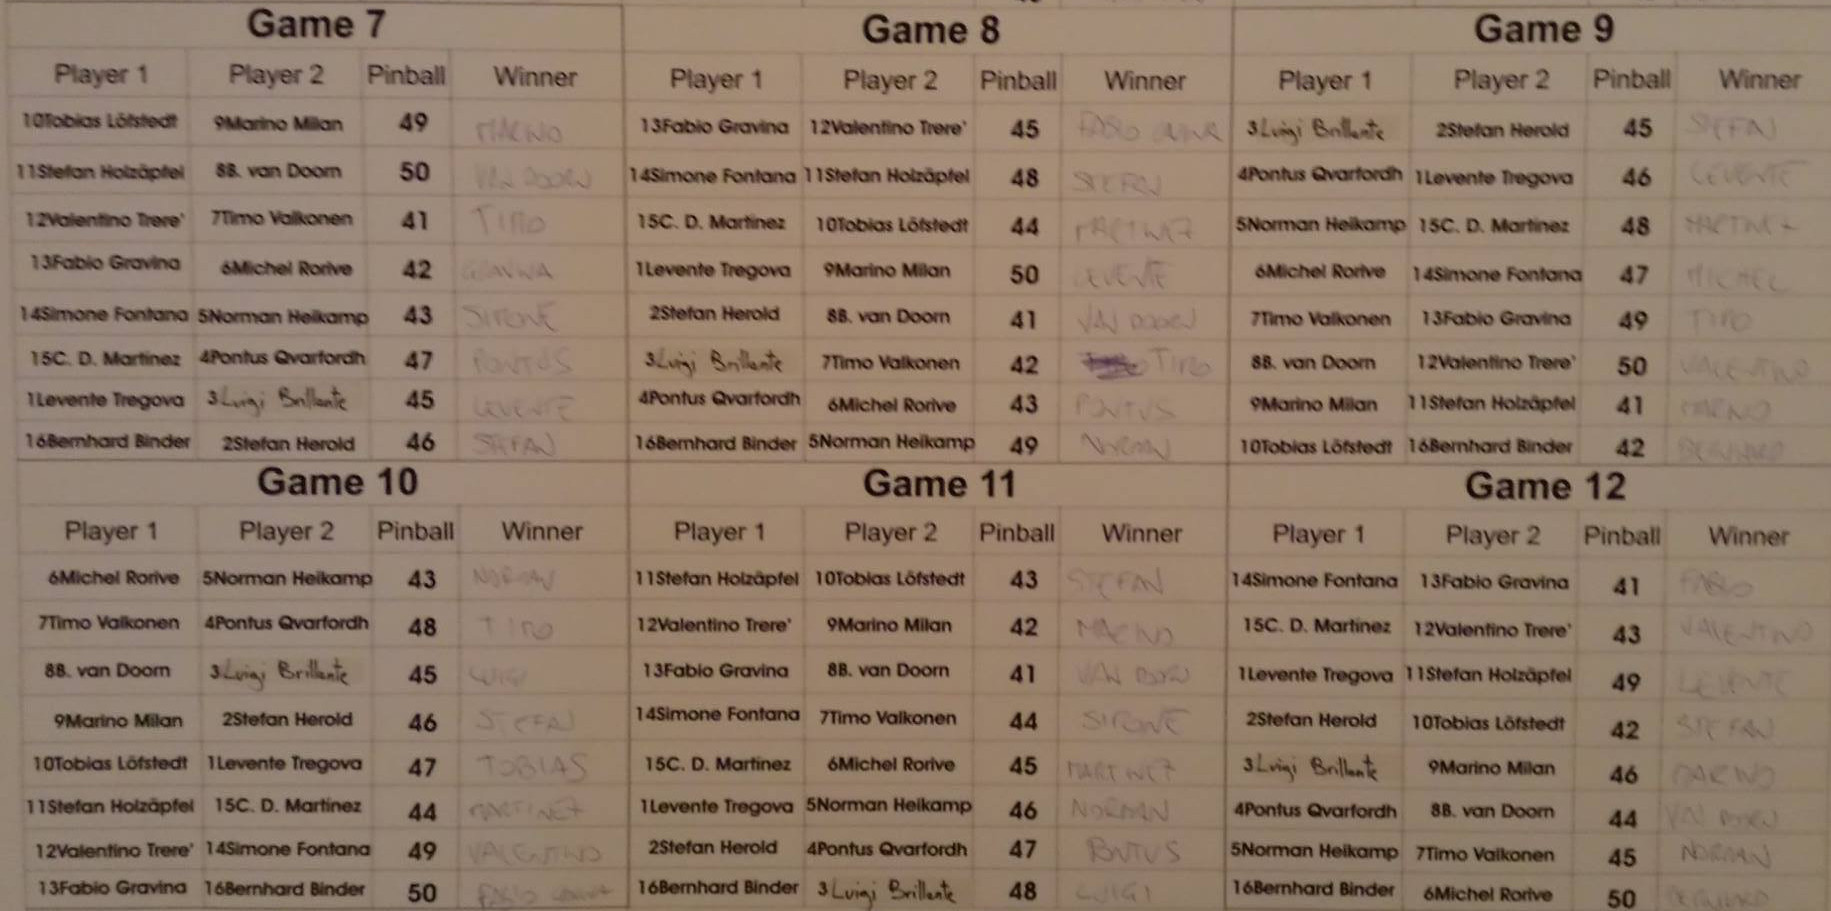 Game 7
Player 1 Player 2 Pinball Winner
10Tobias Löfstedt 9Marino Milan 49 MARINO
11Stefan Holzäpfel 8B. van Doorn 50 VAN DOORN
12Valentino Trere' 7Timo Valkonen 41 TIMO
13Fabio Gravina 6Michel Rorive 42 GRAVINA
14Simone Fontana 5Norman Heikamp 43 SIMONE
15C. D. Martinez 4Pontus Qvarfordh 47 PONTUS
1Levente Tregova 3Luigi Brillante 45 LEVENTE
16Bernhard Binder 2Stefan Herold 46 STEFAN
Game 8
Player 1 Player 2 Pinball Winner
13Fabio Gravina 12Valentino Trere' 45 FABIO
14Simone Fontana 11Stefan Holzäpfel 48 STEFAN
15C. D. Martinez 10Tobias Löfstedt 44 MARTINEZ
1Levente Tregova 9Marino Milan 50 LEVENTE
2Stefan Herold 8B. van Doorn 41 VAN DOORN
3Luigi Brillante 7Timo Valkonen 42 TIMO
4Pontus Qvarfordh 6Michel Rorive 43 PONTUS
16Bernhard Binder 5Norman Heikamp 49 NORMAN
Game 9
Player 1 Player 2 Pinball Winner
3Luigi Brillante 2Stefan Herold 45 STEFAN
4Pontus Qvarfordh 1Levente Tregova 46 LEVENTE
5Norman Heikamp 15C. D. Martinez 48 MARTINEZ
6Michel Rorive 14Simone Fontana 47 MICHEL
7Timo Valkonen 13Fabio Gravina 49 TIMO
8B. van Doorn 12Valentino Trere' 50 VALENTINO
9Marino Milan 11Stefan Holzäpfel 41 MARINO
10Tobias Löfstedt 16Bernhard Binder 42 BERNHARD
Game 10
Player 1 Player 2 Pinball Winner
6Michel Rorive 5Norman Heikamp 43 NORMAN
7Timo Valkonen 4Pontus Qvarfordh 48 TIMO
8B. van Doorn 3Luigi Brillante 45 LUIGI
9Marino Milan 2Stefan Herold 46 STEFAN
10Tobias Löfstedt 1Levente Tregova 47 TOBIAS
11Stefan Holzäpfel 15C. D. Martinez 44 MARTINEZ
12Valentino Trere' 14Simone Fontana 49 VALENTINO
13Fabio Gravina 16Bernhard Binder 50 FABIO
Game 11
Player 1 Player 2 Pinball Winner
11Stefan Holzäpfel 10Tobias Löfstedt 43 STEFAN
12Valentino Trere' 9Marino Milan 42 MARINO
13Fabio Gravina 8B. van Doorn 41 VAN DOORN
14Simone Fontana 7Timo Valkonen 44 SIMONE
15C. D. Martinez 6Michel Rorive 45 MARTINEZ
1Levente Tregova 5Norman Heikamp 46 NORMAN
2Stefan Herold 4Pontus Qvarfordh 47 PONTUS
16Bernhard Binder 3Luigi Brillante 48 LUIGI
Game 12
Player 1 Player 2 Pinball Winner
14Simone Fontana 13Fabio Gravina 41 FABIO
15C. D. Martinez 12Valentino Trere' 43 VALENTINO
1Levente Tregova 11Stefan Holzäpfel 49 LEVENTE
2Stefan Herold 10Tobias Löfstedt 42 STEFAN
3Luigi Brillante 9Marino Milan 46 MARINO
4Pontus Qvarfordh 8B. van Doorn 44 VAN DOORN
5Norman Heikamp 7Timo Valkonen 45 NORMAN
16Bernhard Binder 6Michel Rorive 50 BERNHARD